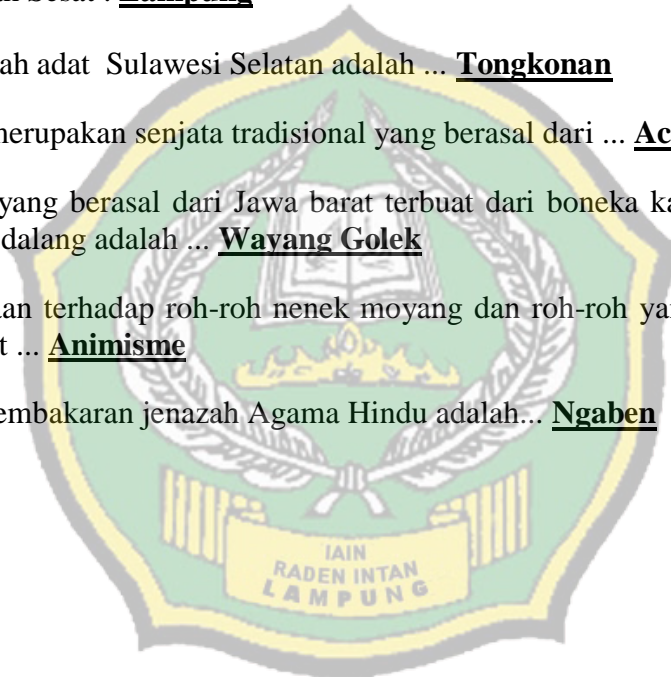 Sesat : Lampung
ah adat Sulawesi Selatan adalah ... Tongkonan
merupakan senjata tradisional yang berasal dari ... Ac
yang berasal dari Jawa barat terbuat dari boneka ka
dalang adalah ... Wayang Golek
an terhadap roh-roh nenek moyang dan roh-roh ya
t ... Animisme
embakaran jenazah Agama Hindu adalah... Ngaben
IAIN
RADEN INTAN
LAMPUNG